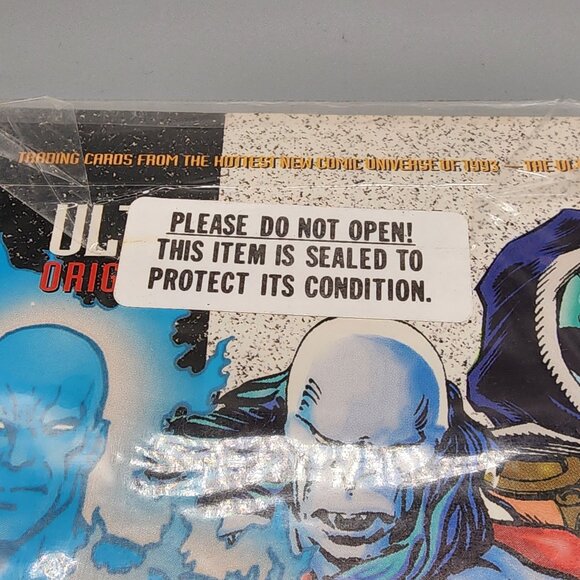 TRADING CARDS FROM THE HOTTEST NEW COMIC UNIVERSE OF 1993 — THE
PLEASE DO NOT OPEN!
THIS ITEM IS SEALED TO
PROTECT ITS CONDITION.